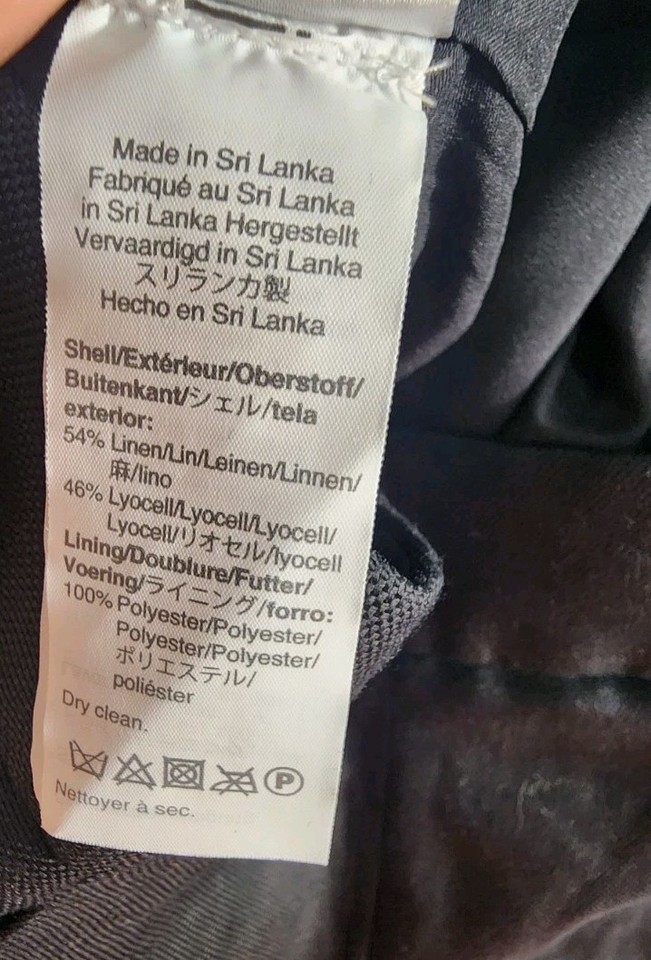 Made in Sri Lanka
Fabriqué au Sri Lanka
in Sri Lanka Hergestellt
Vervaardigd in Sri Lanka
スリランカ製
Hecho en Sri Lanka
Shell/Extérieur/Oberstoff/
Buitenkant/シェル/tela
exterior:
54% Linen/Lin/Leinen/Linnen/
麻/lino
46% Lyocell/Lyocell/Lyocell/
Lyocell/リオセル/lyocell
Lining/Doublure/Futter/
Voering/ライニング/forro:
100% Polyester/Polyester/
Polyester/Polyester/
ポリエステル/
poliéster
Dry clean.
P
Nettoyer à sec.